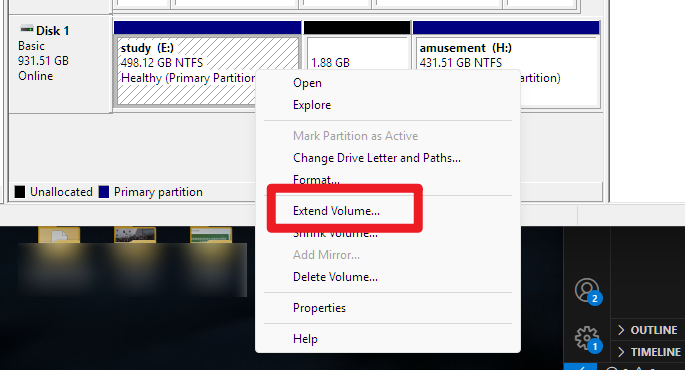 Disk 1
Basic
931.51 GB
Online
study (E:)
498.12 GB NTFS
Healthy (Primary Partition
1.88 GB
amusement (H:)
431.51 GB NTFS
artition)
Open
Explore
Mark Partition as Active
Change Drive Letter and Paths...
Format...
Extend Volume...
Shrink Volume...
Add Mirror...
Delete Volume...
Properties
Help
Unallocated
Primary partition
2
1
OUTLINE
TIMELINE